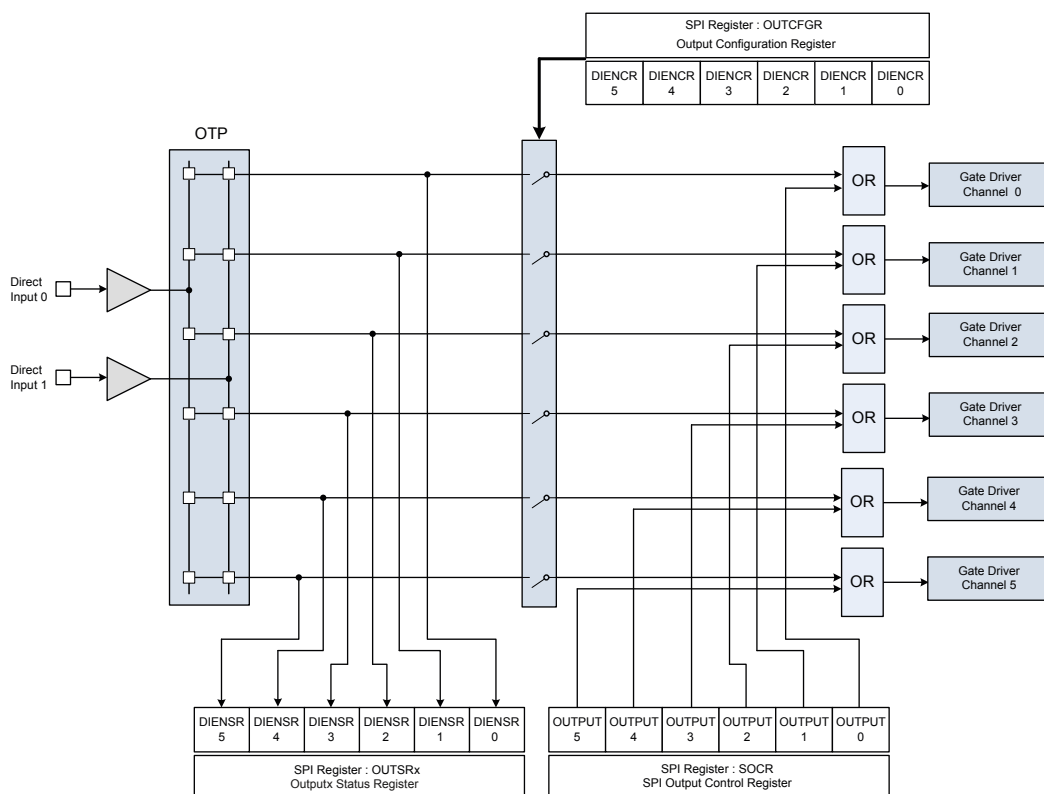 SPI Register : OUTCFGR
Output Configuration Register
DIENCR
5
DIENCR
4
DIENCR
3
DIENCR
2
DIENCR
1
DIENCR
0
OTP
OR
Gate Driver
Channel 0
OR
Gate Driver
Channel 1
Direct
Input 0
OR
Gate Driver
Channel 2
Direct
Input 1
OR
Gate Driver
Channel 3
OR
Gate Driver
Channel 4
OR
Gate Driver
Channel 5
DIENSR
5
DIENSR
4
DIENSR
3
DIENSR
2
DIENSR
1
DIENSR
0
SPI Register : OUTSRx
Outputx Status Register
OUTPUT
5
OUTPUT
4
OUTPUT
3
OUTPUT
2
OUTPUT
1
OUTPUT
0
SPI Register : SOCR
SPI Output Control Register